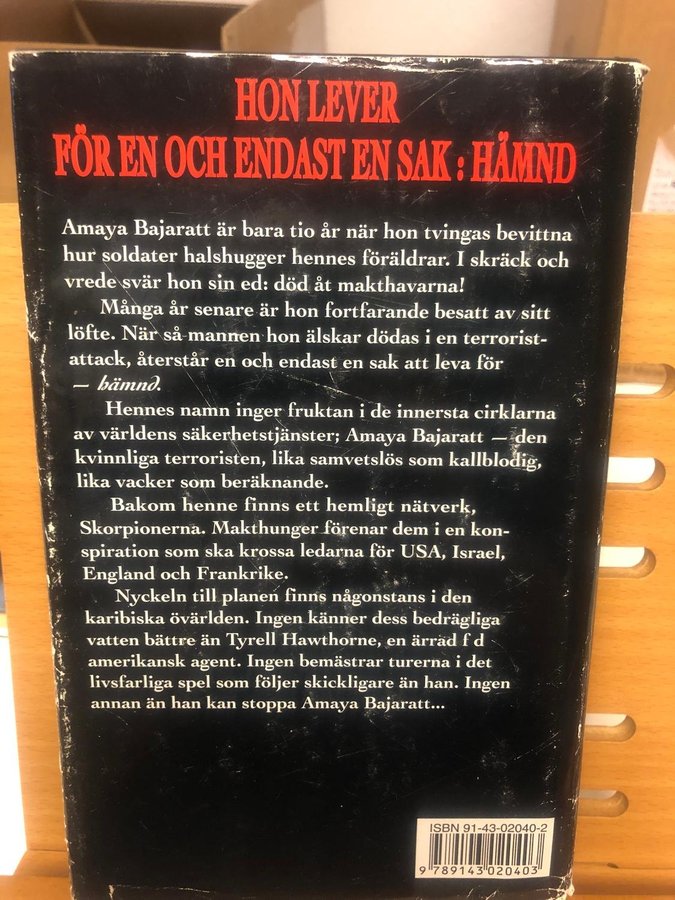 HON LEVER
FÖR EN OCH ENDAST EN SAK : HÄMND
Amaya Bajaratt är bara tio år när hon tvingas bevittna
hur soldater halshugger hennes föräldrar. I skräck och
vrede svär hon sin ed: död åt makthavarna!
Många år senare är hon fortfarande besatt av sitt
löfte. När så mannen hon älskar dödas i en terrorist-
attack, återstår en och endast en sak att leva för
– hämnd.
Hennes namn inger fruktan i de innersta cirklarna
av världens säkerhetstjänster; Amaya Bajaratt – den
kvinnliga terroristen, lika samvetslös som kallblodig,
lika vacker som beräknande.
Bakom henne finns ett hemligt nätverk,
Skorpionerna. Makthunger förenar dem i en kon-
spiration som ska krossa ledarna för USA, Israel,
England och Frankrike.
Nyckeln till planen finns någonstans i den
karibiska övärlden. Ingen känner dess bedrägliga
vatten bättre än Tyrell Hawthorne, en ärrad f d
amerikansk agent. Ingen bemästrar turerna i det
livsfarliga spel som följer skickligare än han. Ingen
annan än han kan stoppa Amaya Bajaratt...
ISBN 91-43-02040-2
9 789143 020403